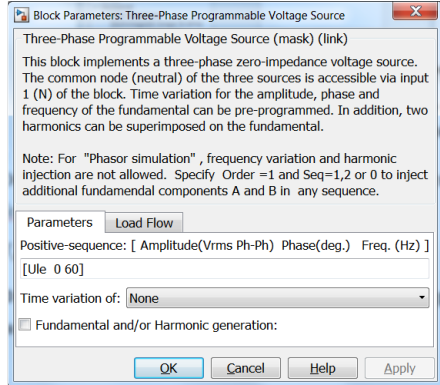 Block Parameters: Three-Phase Programmable Voltage Source
Three-Phase Programmable Voltage Source (mask) (link)
This block implements a three-phase zero-impedance voltage source.
The common node (neutral) of the three sources is accessible via input
1 (N) of the block. Time variation for the amplitude, phase and
frequency of the fundamental can be pre-programmed. In addition, two
harmonics can be superimposed on the fundamental.
Note: For "Phasor simulation" , frequency variation and harmonic
injection are not allowed. Specify Order =1 and Seq=1,2 or 0 to inject
additional fundamendal components A and B in any sequence.
Parameters Load Flow
Positive-sequence: [ Amplitude(Vrms Ph-Ph) Phase(deg.) Freq. (Hz) ]
[Ule 0 60]
Time variation of: None
Fundamental and/or Harmonic generation:
OK Cancel Help Apply